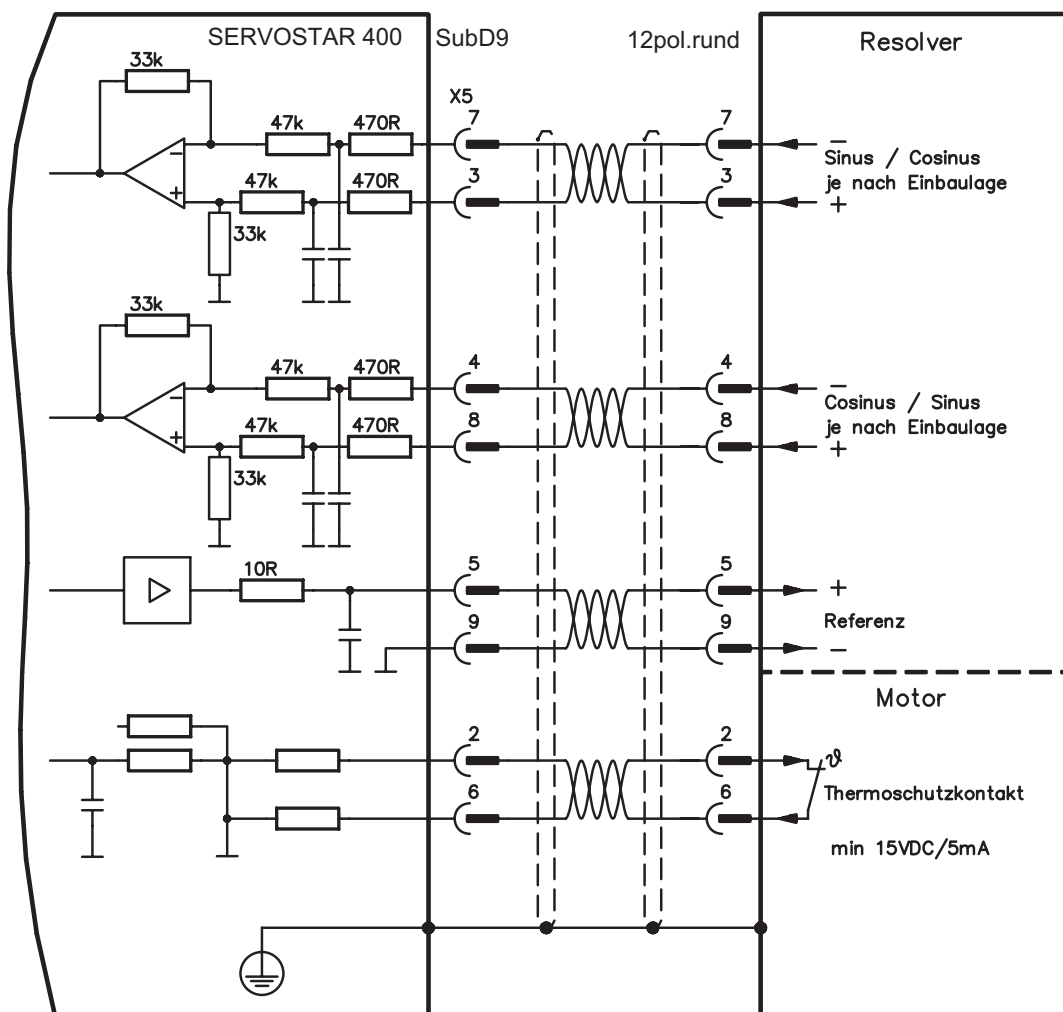 SERVOSTAR 400
SubD9
12pol.rund
Resolver
33k
X5
47k
470R
7
7
−
Sinus / Cosinus
je nach Einbaulage
+
−
+
47k
470R
3
3
33k
33k
47k
470R
4
4
−
Cosinus / Sinus
je nach Einbaulage
+
−
+
47k
470R
8
8
33k
10R
5
5
+
Referenz
−
9
9
Motor
2
2
ϑ
Thermoschutzkontakt
6
6
min 15VDC/5mA